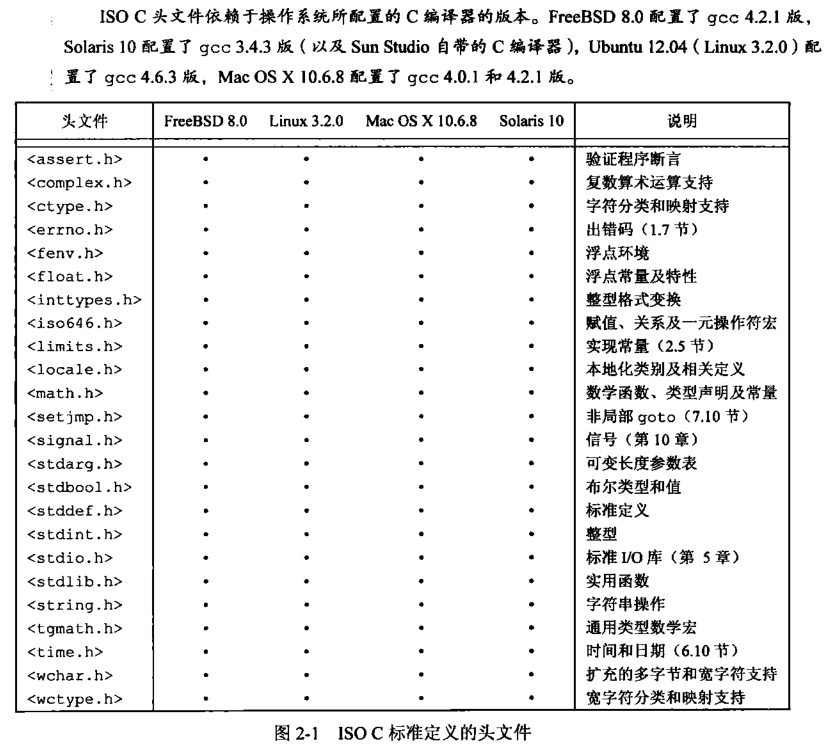 ISO C 头文件依赖于操作系统所配置的 C 编译器的版本。FreeBSD 8.0 配置了 gcc 4.2.1 版，
Solaris 10 配置了 gcc 3.4.3 版（以及 Sun Studio 自带的 C 编译器），Ubuntu 12.04（Linux 3.2.0）配
置了 gcc 4.6.3 版，Mac OS X 10.6.8 配置了 gcc 4.0.1 和 4.2.1 版。
头文件 FreeBSD 8.0 Linux 3.2.0 Mac OS X 10.6.8 Solaris 10 说明
<assert.h> • • • • 验证程序断言
<complex.h> • • • • 复数算术运算支持
<ctype.h> • • • • 字符分类和映射支持
<errno.h> • • • • 出错码（1.7 节）
<fenv.h> • • • • 浮点环境
<float.h> • • • • 浮点常量及特性
<inttypes.h> • • • • 整型格式变换
<iso646.h> • • • • 赋值、关系及一元操作符宏
<limits.h> • • • • 实现常量（2.5 节）
<locale.h> • • • • 本地化类别及相关定义
<math.h> • • • • 数学函数、类型声明及常量
<setjmp.h> • • • • 非局部 goto（7.10 节）
<signal.h> • • • • 信号（第 10 章）
<stdarg.h> • • • • 可变长度参数表
<stdbool.h> • • • • 布尔类型和值
<stddef.h> • • • • 标准定义
<stdint.h> • • • • 整型
<stdio.h> • • • • 标准 I/O 库（第 5 章）
<stdlib.h> • • • • 实用函数
<string.h> • • • • 字符串操作
<tgmath.h> • • • • 通用类型数学宏
<time.h> • • • • 时间和日期（6.10 节）
<wchar.h> • • • • 扩充的多字节和宽字符支持
<wctype.h> • • • • 宽字符分类和映射支持
图 2-1 ISO C 标准定义的头文件